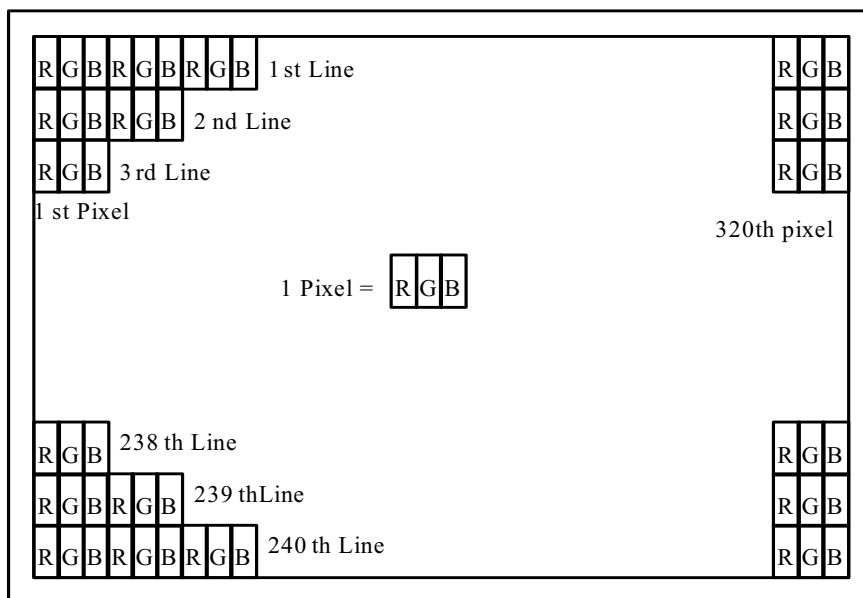 R G B R G B R G B 1 st Line R G B
R G B R G B 2 nd Line R G B
R G B 3 rd Line R G B
1 st Pixel
320th pixel
1 Pixel = R G B
R G B 238 th Line R G B
R G B R G B 239 thLine R G B
R G B R G B R G B 240 th Line R G B